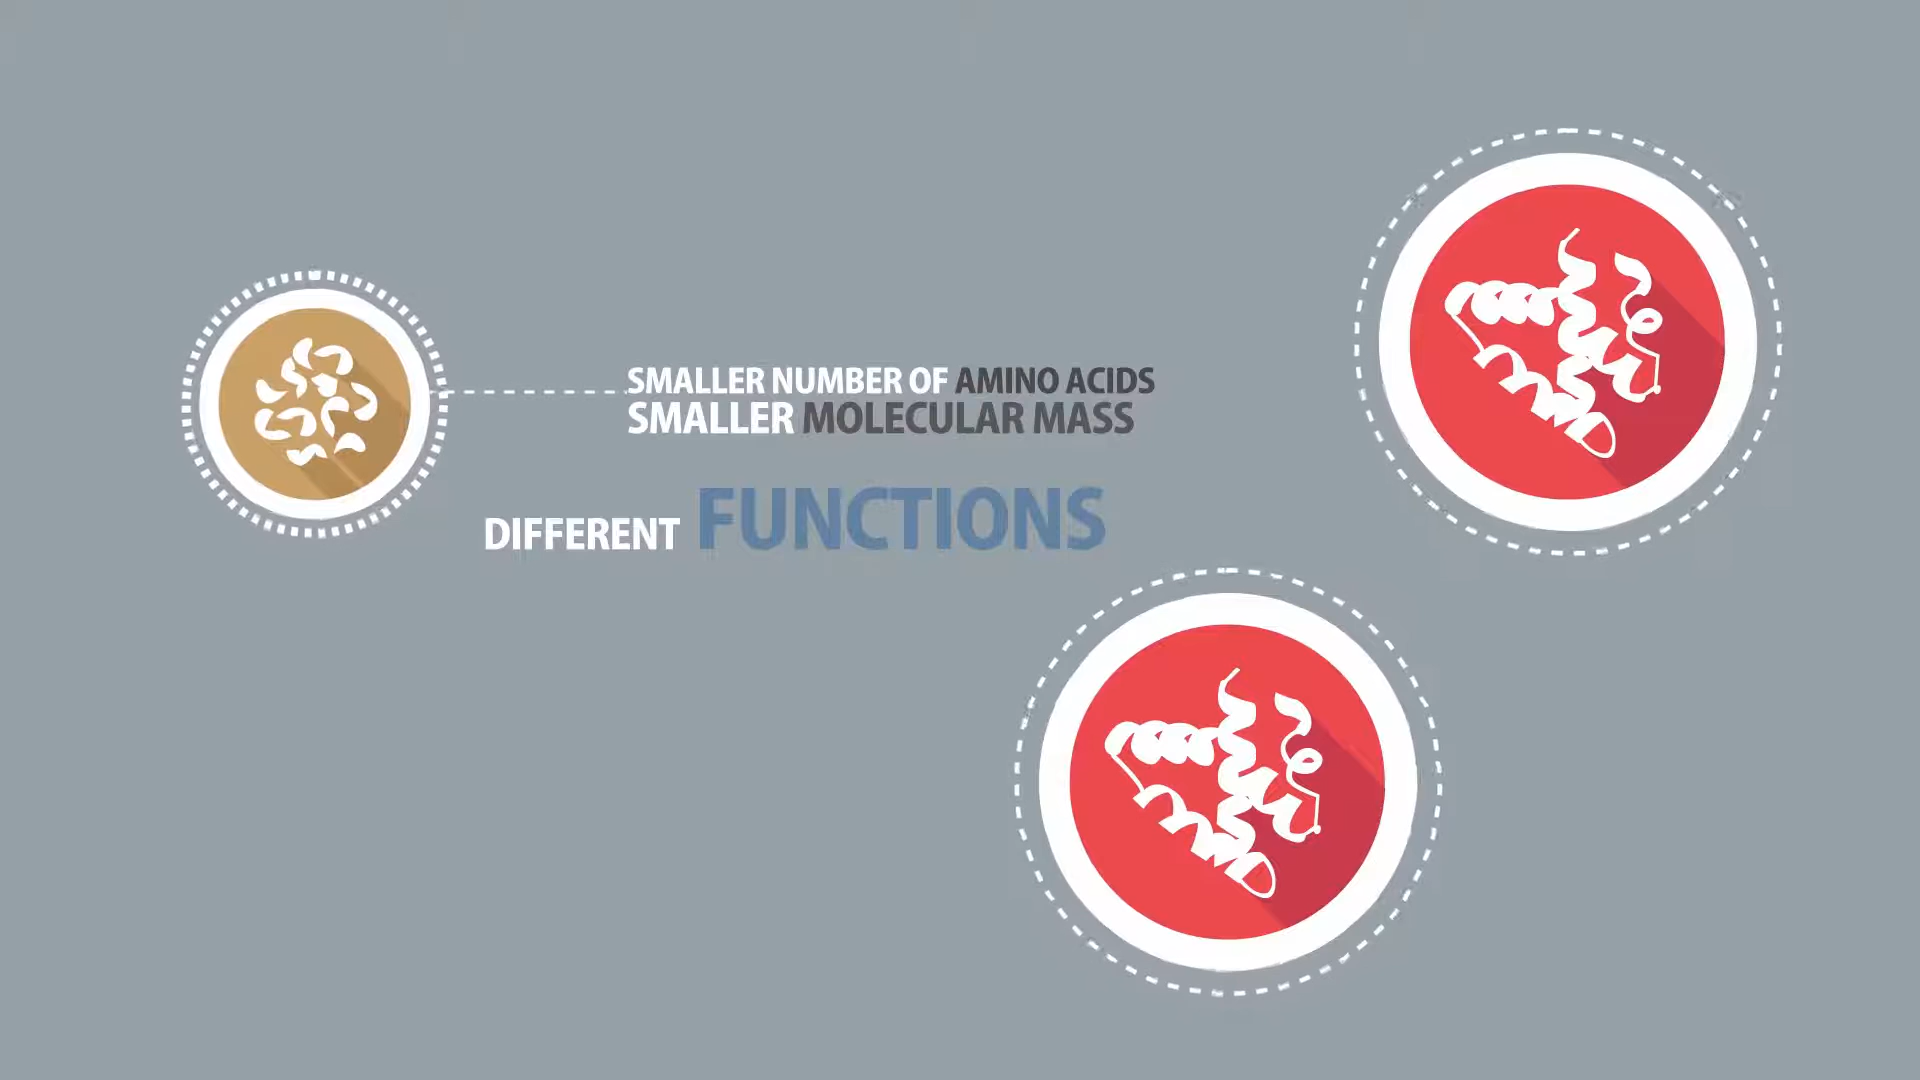 SMALLER NUMBER OF AMINO ACIDS
SMALLER MOLECULAR MASS
DIFFERENT FUNCTIONS